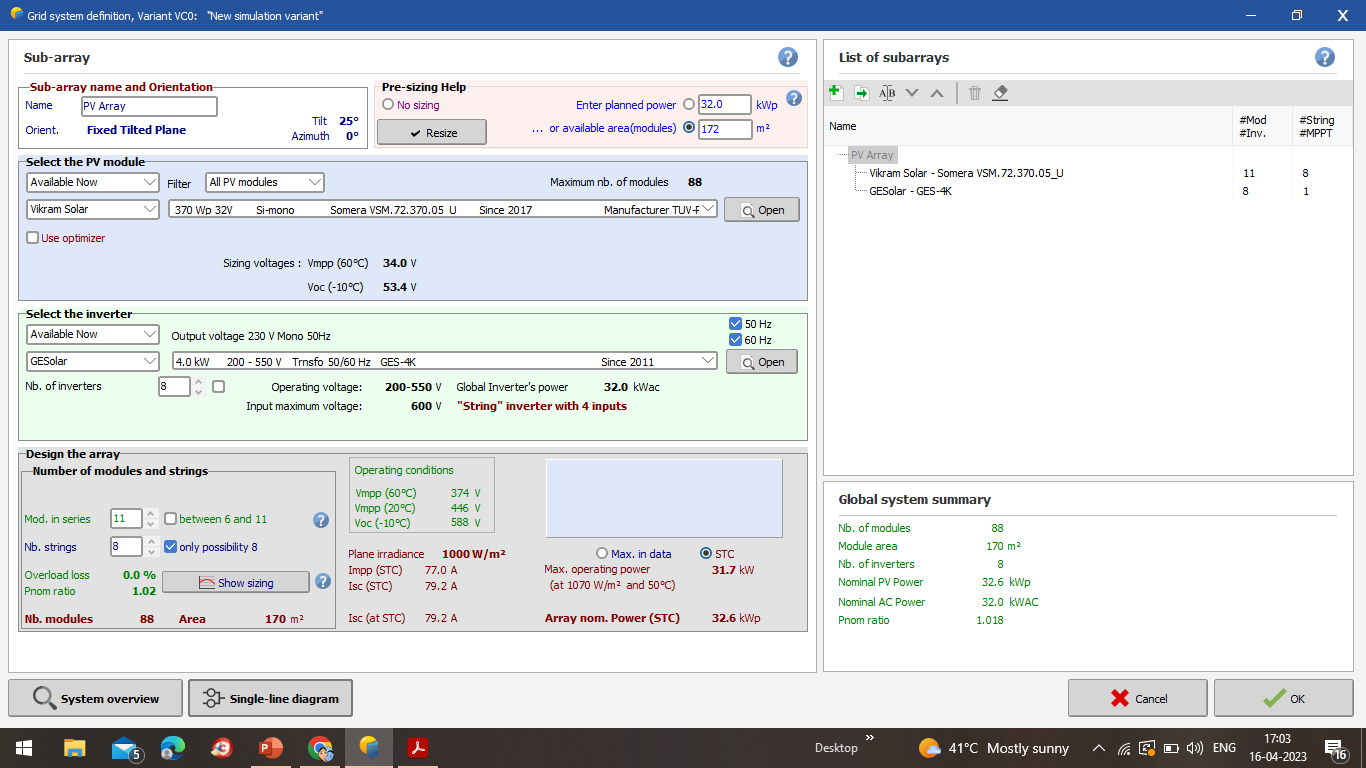 Grid system definition, Variant VC0:   "New simulation variant"
Sub-array
Sub-array name and Orientation
Name PV Array
Orient. Fixed Tilted Plane
Tilt 25°
Azimuth 0°
Pre-sizing Help
No sizing
Enter planned power 32.0 kWp
Resize
... or available area(modules) 172 m²
Select the PV module
Available Now Filter All PV modules Maximum nb. of modules 88
Vikram Solar 370 Wp 32V Si-mono Somera VSM.72.370.05_U Since 2017 Manufacturer TUV-R Open
Use optimizer
Sizing voltages : Vmpp (60°C) 34.0 V
Voc (-10°C) 53.4 V
Select the inverter
Available Now Output voltage 230 V Mono 50Hz
50 Hz
60 Hz
GESolar 4.0 kW 200 - 550 V Trnsfo 50/60 Hz GES-4K Since 2011 Open
Nb. of inverters 8 Operating voltage: 200-550 V Global Inverter's power 32.0 kWac
Input maximum voltage: 600 V "String" inverter with 4 inputs
Design the array
Number of modules and strings
Mod. in series 11 between 6 and 11
Nb. strings 8 only possibility 8
Overload loss 0.0 %
Pnom ratio 1.02
Show sizing
Nb. modules 88 Area 170 m²
Operating conditions
Vmpp (60°C) 374 V
Vmpp (20°C) 446 V
Voc (-10°C) 588 V
Plane irradiance 1000 W/m²
Impp (STC) 77.0 A
Isc (STC) 79.2 A
Isc (at STC) 79.2 A
Max. in data STC
Max. operating power 31.7 kW
(at 1070 W/m² and 50°C)
Array nom. Power (STC) 32.6 kWp
List of subarrays
Name #Mod #String
#Inv. #MPPT
PV Array
Vikram Solar - Somera VSM.72.370.05_U 11 8
GESolar - GES-4K 8 1
Global system summary
Nb. of modules 88
Module area 170 m²
Nb. of inverters 8
Nominal PV Power 32.6 kWp
Nominal AC Power 32.0 kWAC
Pnom ratio 1.018
System overview
Single-line diagram
Cancel
OK
5
Desktop »
41°C Mostly sunny
ENG
17:03
16-04-2023
16